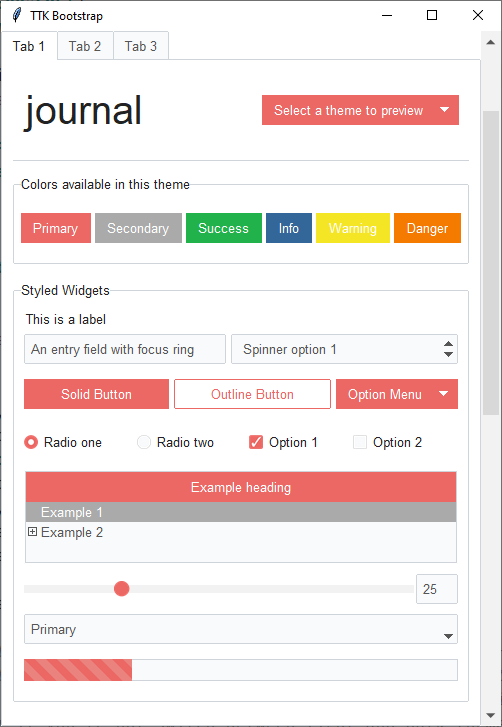 TTK Bootstrap
Tab 1 Tab 2 Tab 3
journal
Select a theme to preview
Colors available in this theme
Primary Secondary Success Info Warning Danger
Styled Widgets
This is a label
An entry field with focus ring Spinner option 1
Solid Button Outline Button Option Menu
Radio one Radio two Option 1 Option 2
Example heading
Example 1
Example 2
25
Primary